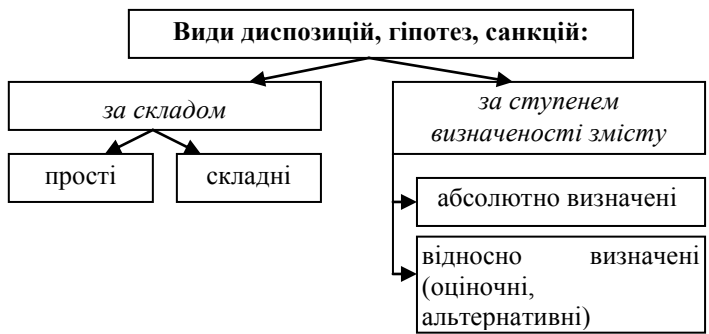 Види диспозицій, гіпотез, санкцій:
за складом
за ступенем
визначеності змісту
прості
складні
абсолютно визначені
відносно визначені
(оціночні,
альтернативні)